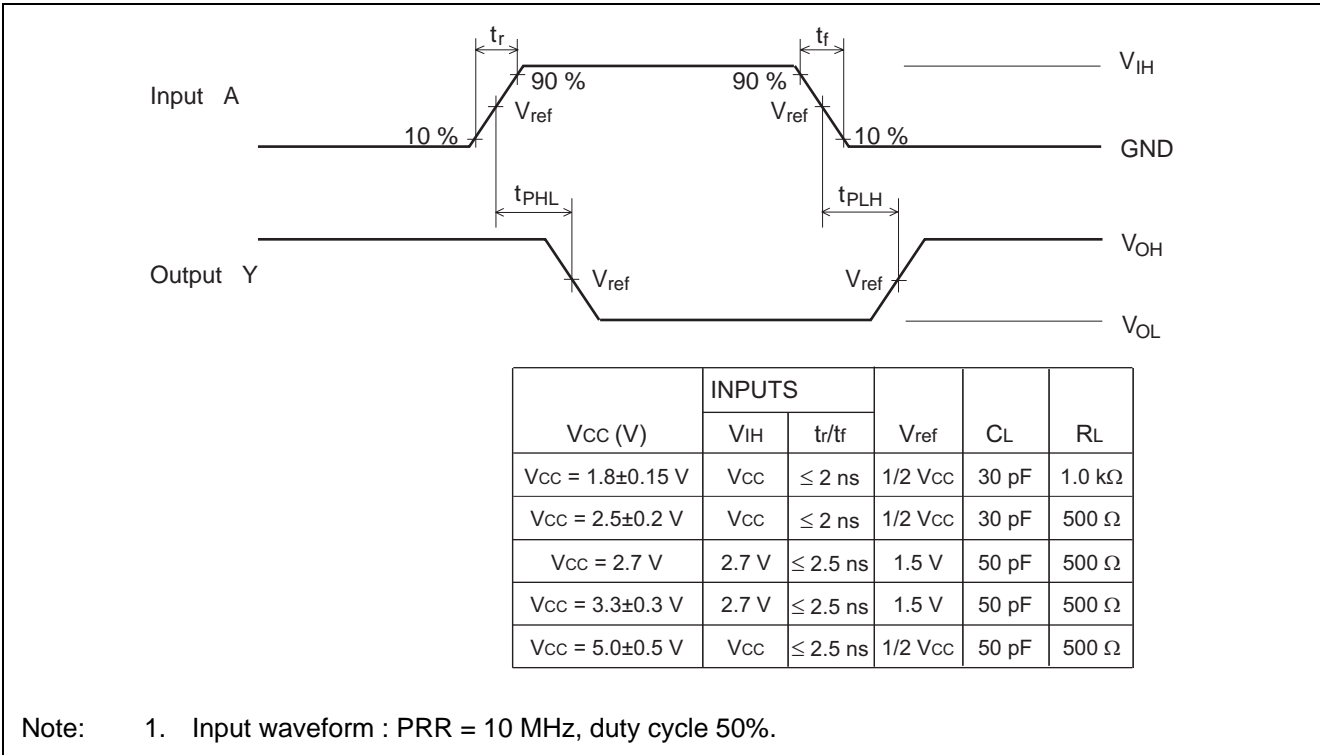 tr tf
VIH
90 % 90 %
Input A
Vref Vref
10 % 10 %
GND
tPHL tPLH
VOH
Output Y
Vref Vref
VOL
INPUTS
VCC (V) VIH tr/tf Vref CL RL
VCC = 1.8±0.15 V VCC ≤ 2 ns 1/2 VCC 30 pF 1.0 kΩ
VCC = 2.5±0.2 V VCC ≤ 2 ns 1/2 VCC 30 pF 500 Ω
VCC = 2.7 V 2.7 V ≤ 2.5 ns 1.5 V 50 pF 500 Ω
VCC = 3.3±0.3 V 2.7 V ≤ 2.5 ns 1.5 V 50 pF 500 Ω
VCC = 5.0±0.5 V VCC ≤ 2.5 ns 1/2 VCC 50 pF 500 Ω
Note: 1. Input waveform : PRR = 10 MHz, duty cycle 50%.